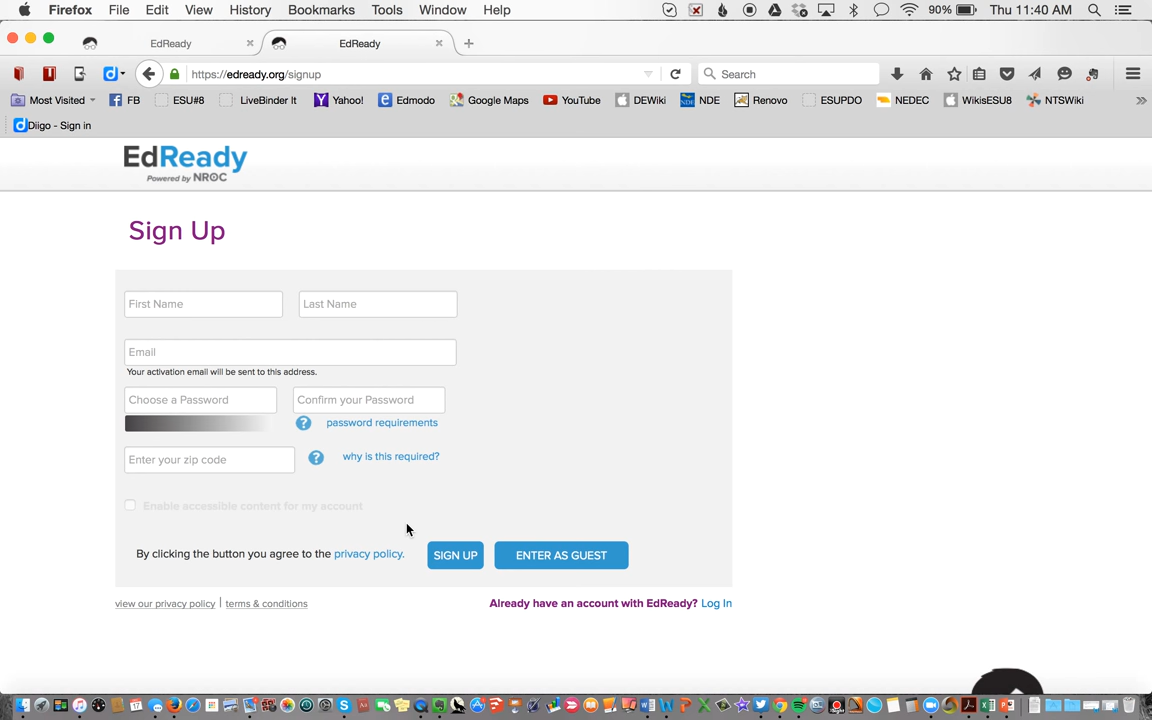 Firefox File Edit View History Bookmarks Tools Window Help 90% Thu 11:40 AM
EdReady EdReady
https://edready.org/signup Search
Most Visited FB ESU#8 LiveBinder It Yahoo! Edmodo Google Maps YouTube DEWiki NDE Renovo ESUPDO NEDEC WikisESU8 NTSWiki
Diigo - Sign in
EdReady
Powered by NROC
Sign Up
First Name Last Name
Email
Your activation email will be sent to this address.
Choose a Password Confirm your Password
? password requirements
Enter your zip code ? why is this required?
Enable accessible content for my account
By clicking the button you agree to the privacy policy. SIGN UP ENTER AS GUEST
view our privacy policy | terms & conditions Already have an account with EdReady? Log In